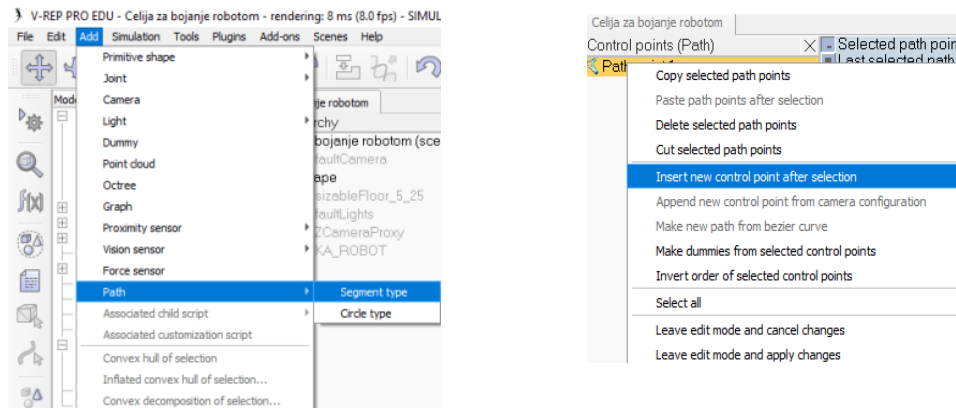 V-REP PRO EDU - Celija za bojanje robotom - rendering: 8 ms (8.0 fps) - SIMUL
File Edit Add Simulation Tools Plugins Add-ons Scenes Help
Primitive shape
Joint
Camera
Light
Dummy
Point cloud
Octree
Graph
Proximity sensor
Vision sensor
Force sensor
Path
Associated child script
Associated customization script
Convex hull of selection
Inflated convex hull of selection...
Convex decomposition of selection...
Segment type
Circle type
Mode
je robotom
rchy
bojanje robotom (sce
faultCamera
ape
sizableFloor_5_25
faultLights
ZCameraProxy
KA_ROBOT
f(x)
Celija za bojanje robotom
Control points (Path)
Selected path poin
Last selected path
Path
Copy selected path points
Paste path points after selection
Delete selected path points
Cut selected path points
Insert new control point after selection
Append new control point from camera configuration
Make new path from bezier curve
Make dummies from selected control points
Invert order of selected control points
Select all
Leave edit mode and cancel changes
Leave edit mode and apply changes